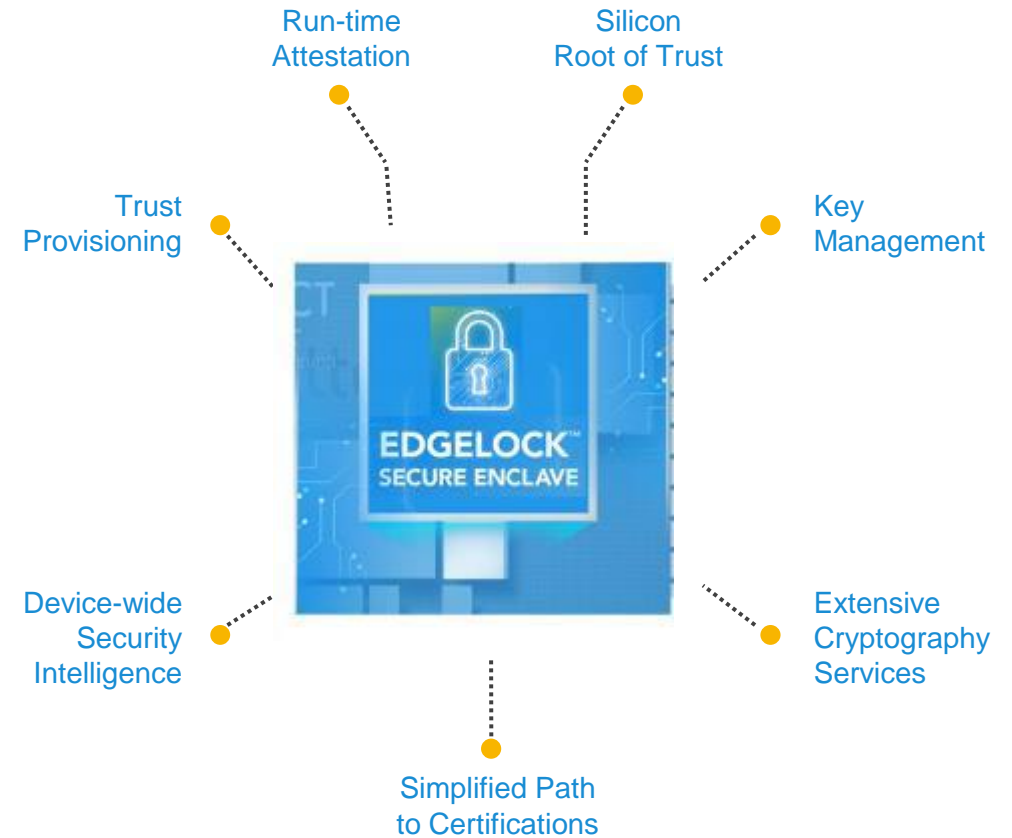 Run-time
Attestation
Silicon
Root of Trust
Trust
Provisioning
Key
Management
CT
EDGELOCK™
SECURE ENCLAVE
Device-wide
Security
Intelligence
Extensive
Cryptography
Services
Simplified Path
to Certifications